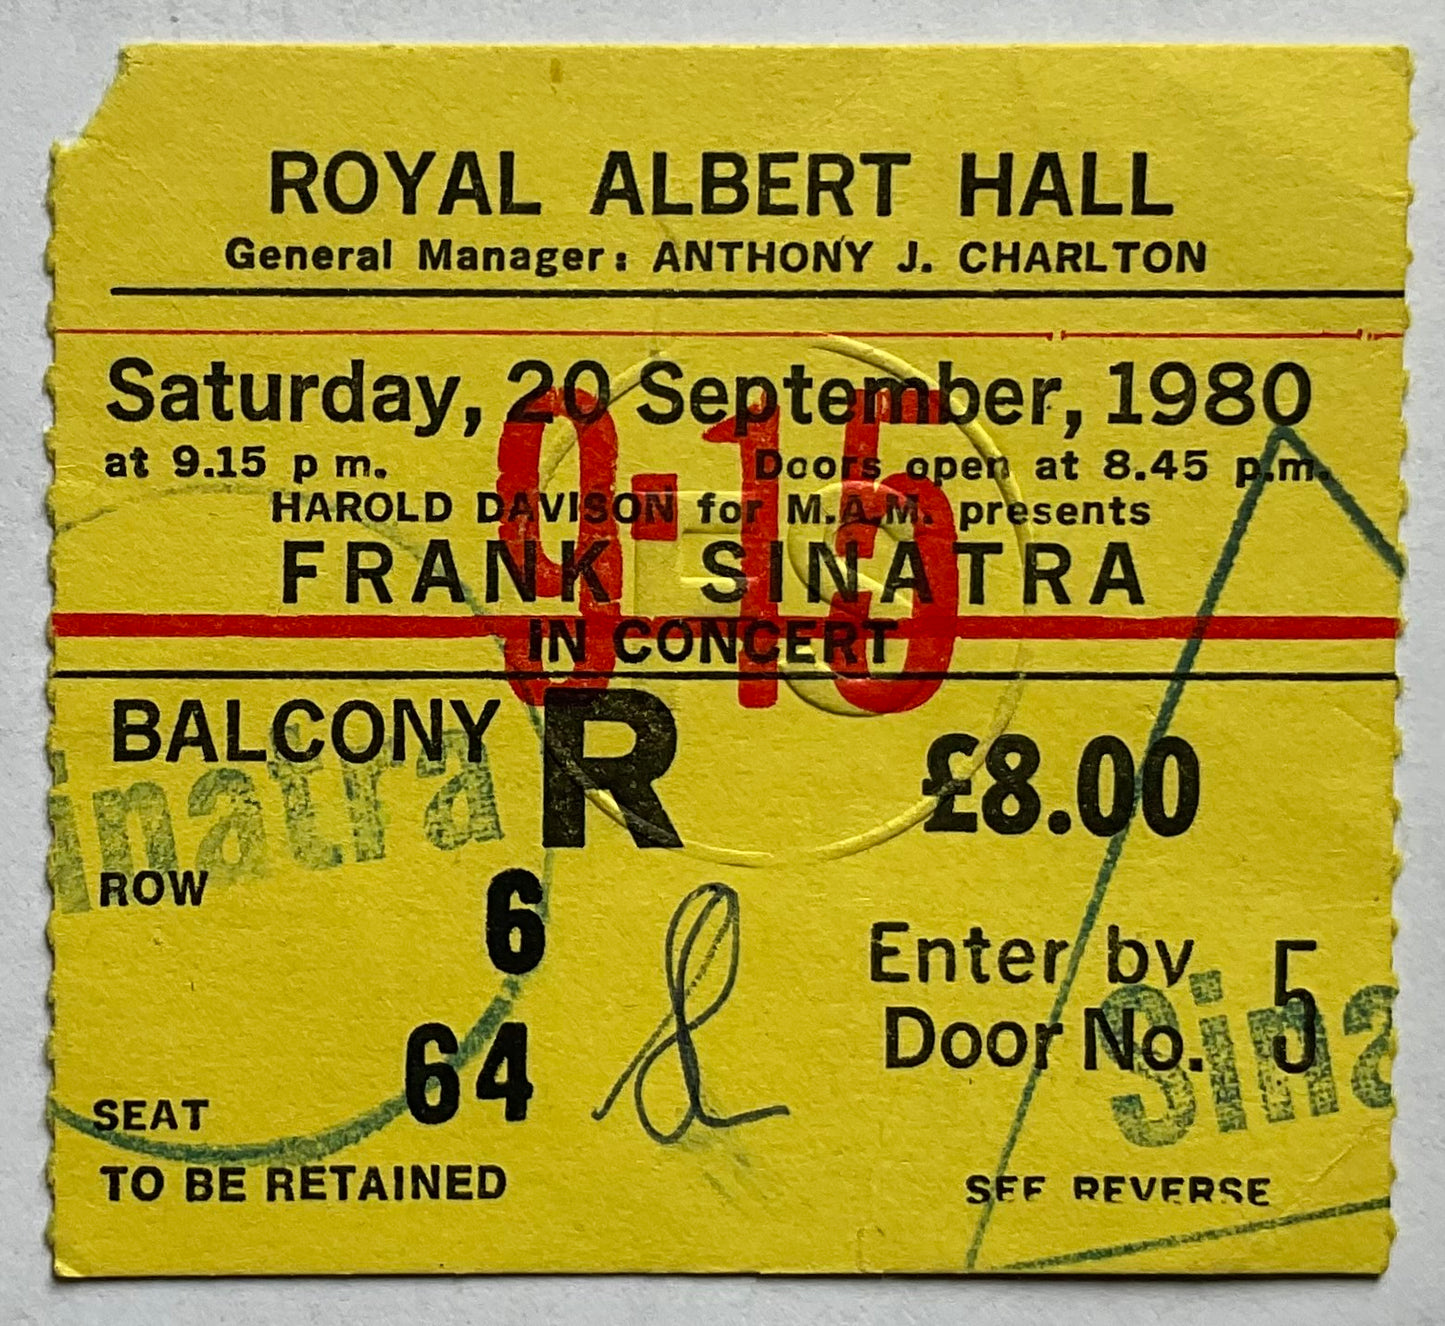 ROYAL ALBERT HALL
General Manager: ANTHONY J. CHARLTON
Saturday, 20 September, 1980
9-15
at 9.15 p m. Doors open at 8.45 p.m.
HAROLD DAVISON for M.A.M. presents
FRANK SINATRA
IN CONCERT
BALCONY R £8.00
inatra
ROW 6
Enter by
Door No. 5
Sina
SEAT 64
TO BE RETAINED
SEE REVERSE